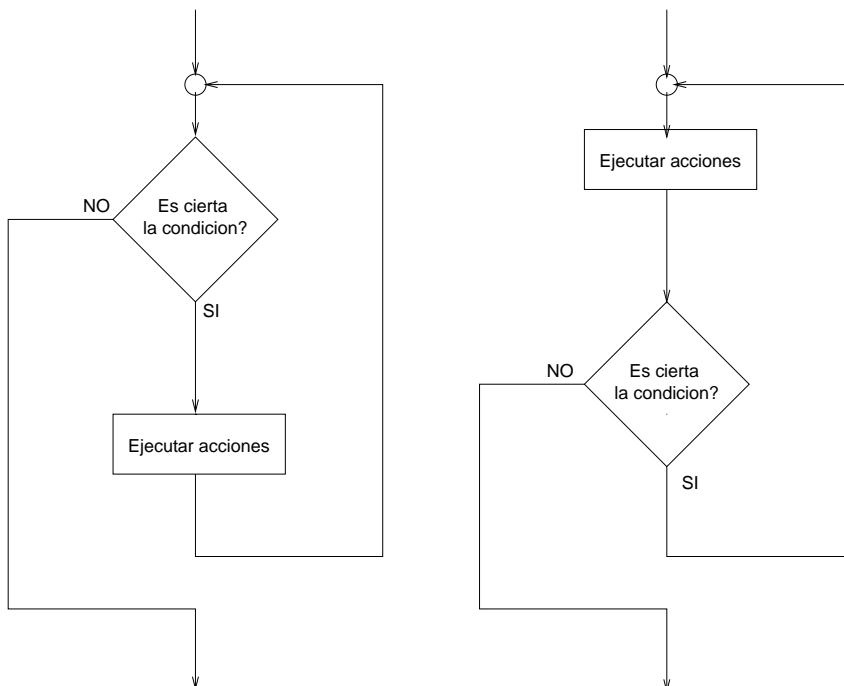 NO
Es cierta
la condicion?
SI
Ejecutar acciones
Ejecutar acciones
NO
Es cierta
la condicion?
SI